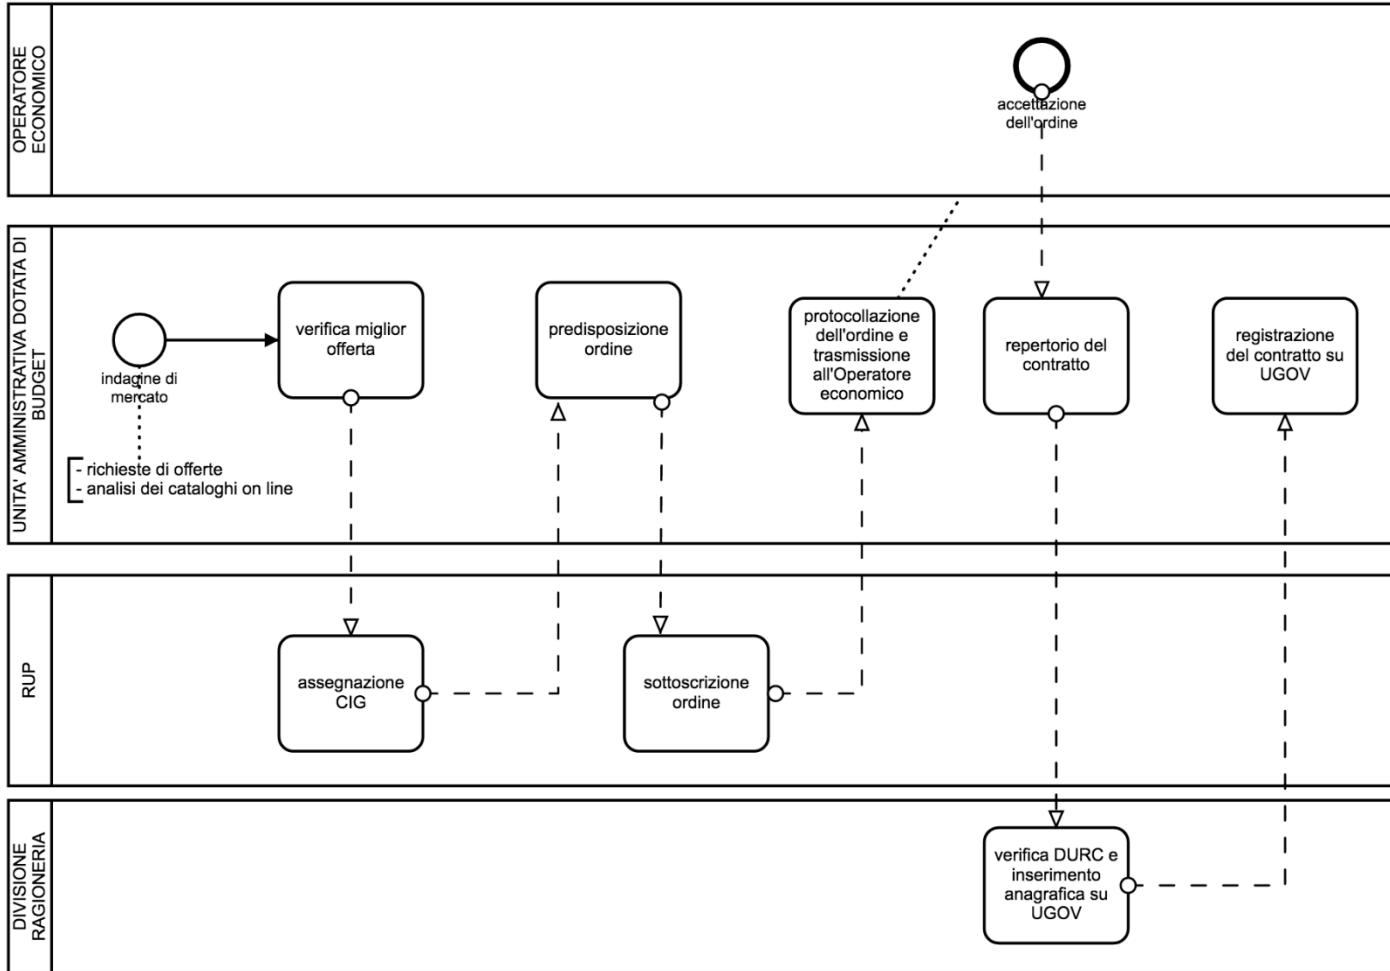 OPERATORE
ECONOMICO
accettazione
dell'ordine
UNITA' AMMINISTRATIVA DOTATA DI
BUDGET
indagine di
mercato
- richieste di offerte
- analisi dei cataloghi on line
verifica miglior
offerta
predisposizione
ordine
protocollazione
dell'ordine e
trasmissione
all'Operatore
economico
repertorio del
contratto
registrazione
del contratto su
UGOV
RUP
assegnazione
CIG
sottoscrizione
ordine
DIVISIONE
RAGIONERIA
verifica DURC e
inserimento
anagrafica su
UGOV